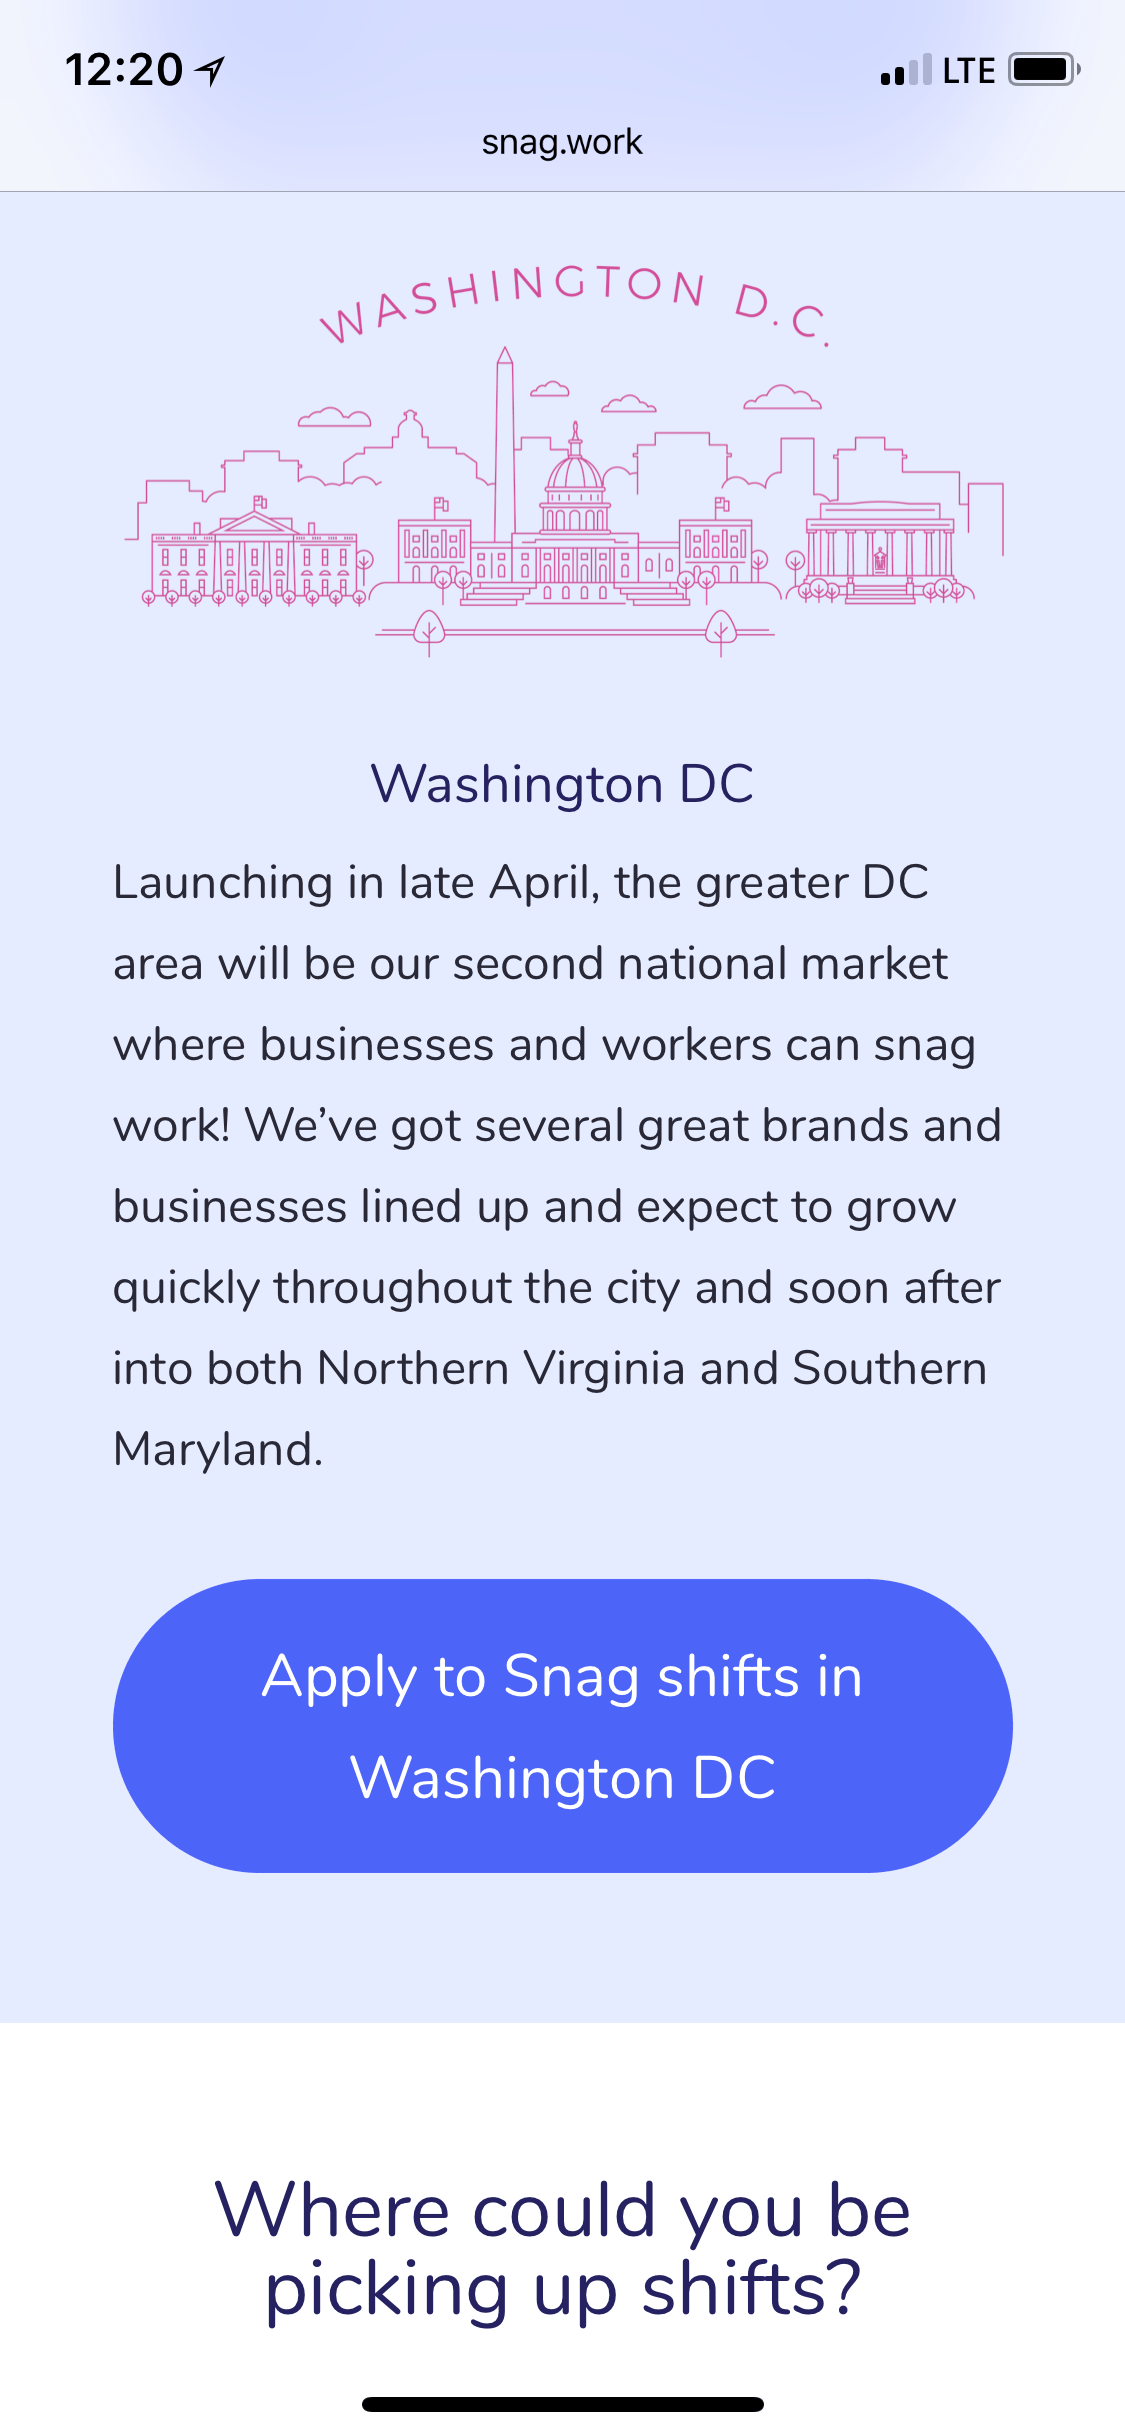 12:20 LTE
snag.work
WASHINGTON D.C.
Washington DC
Launching in late April, the greater DC
area will be our second national market
where businesses and workers can snag
work! We’ve got several great brands and
businesses lined up and expect to grow
quickly throughout the city and soon after
into both Northern Virginia and Southern
Maryland.
Apply to Snag shifts in
Washington DC
Where could you be
picking up shifts?